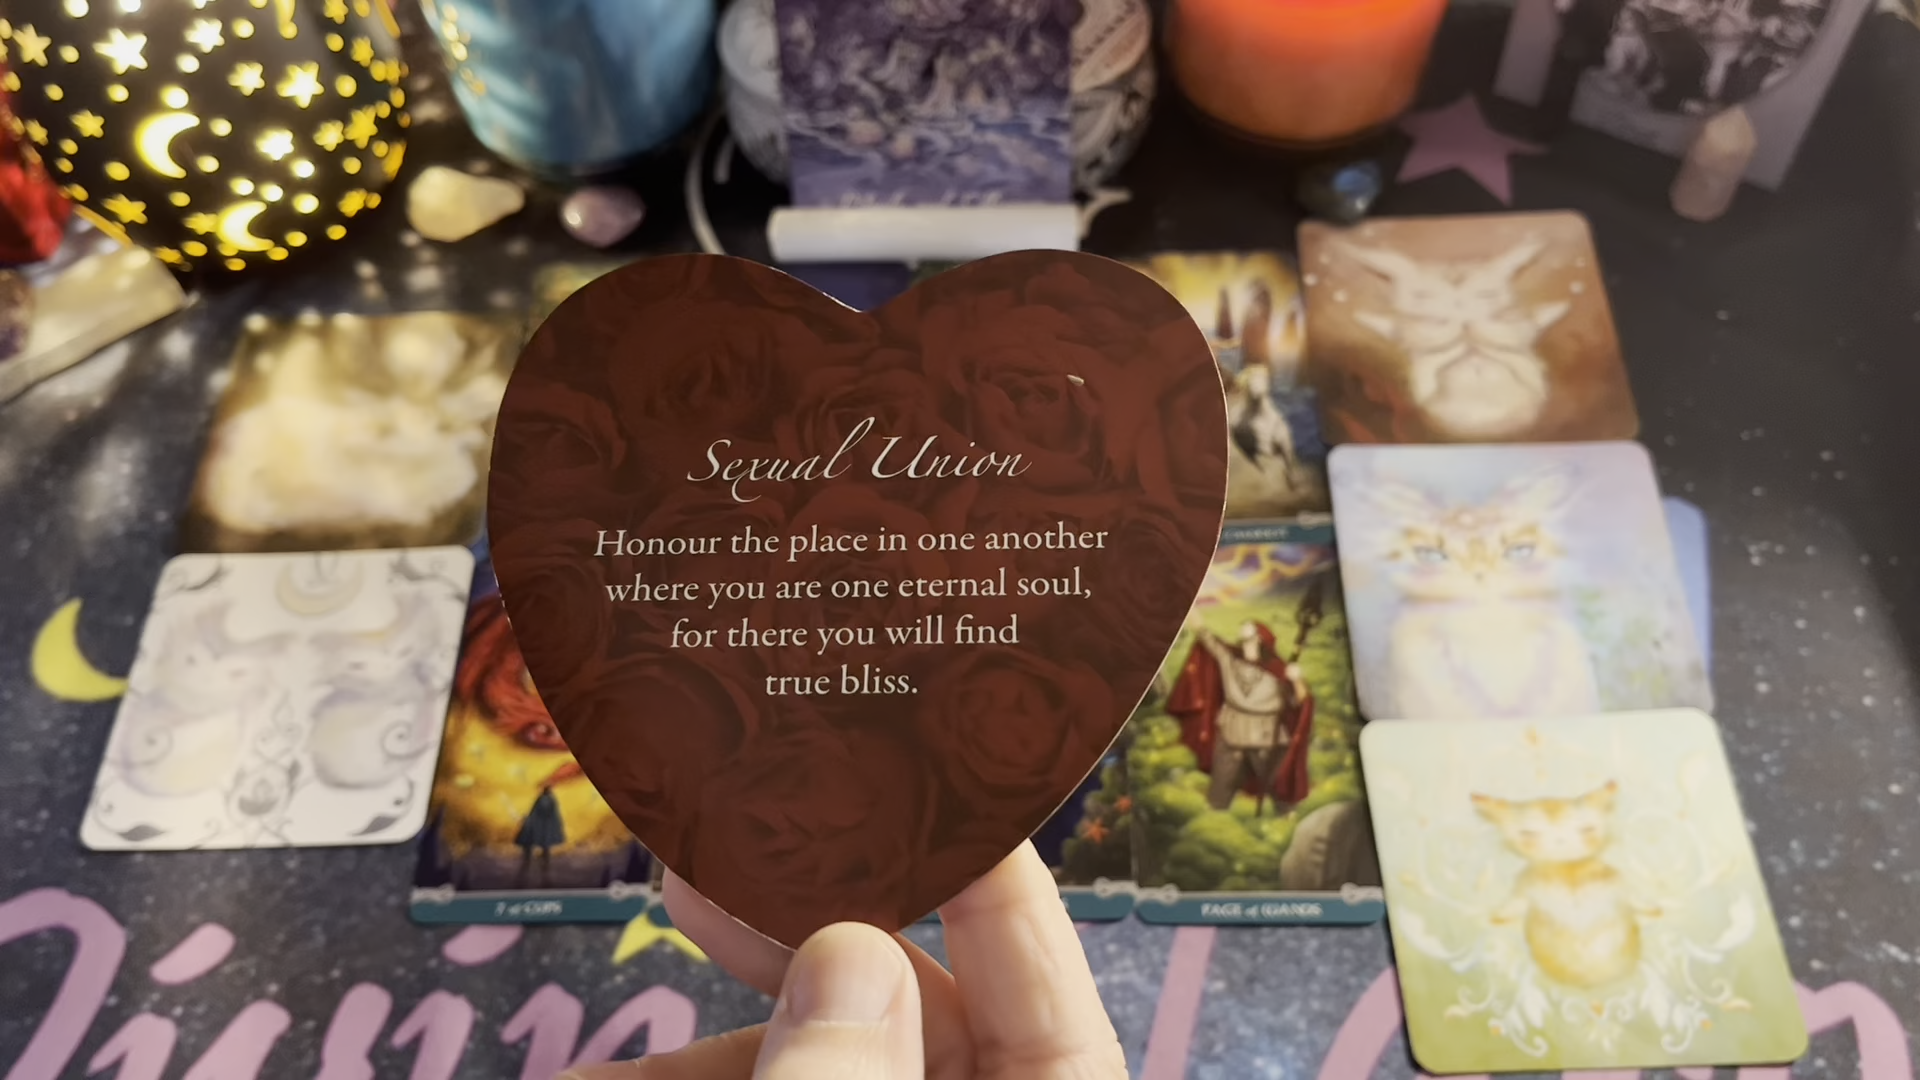 Sexual Union
Honour the place in one another
where you are one eternal soul,
for there you will find
true bliss.
7 of CUPS
PAGE of WANDS